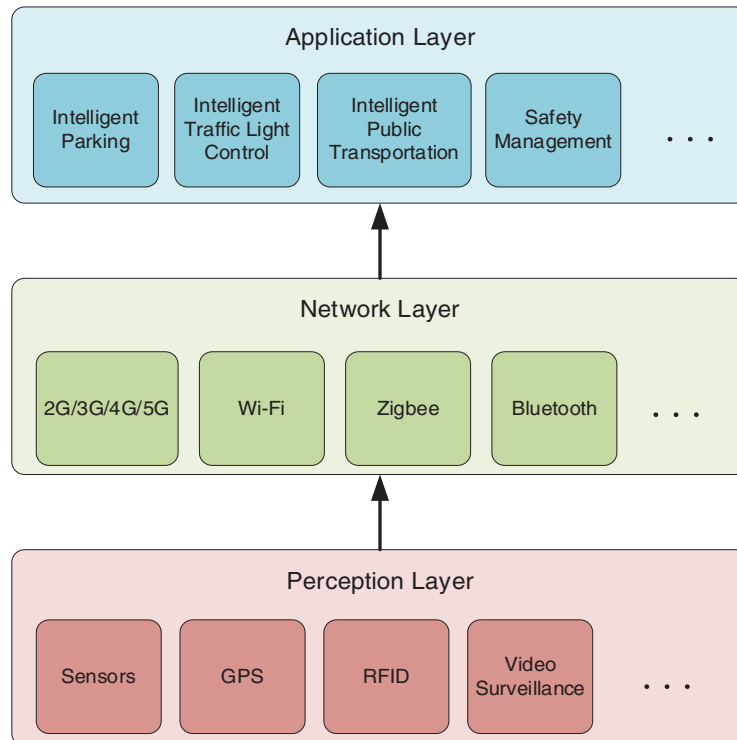 Application Layer
Intelligent
Parking
Intelligent
Traffic Light
Control
Intelligent
Public
Transportation
Safety
Management
. . .
Network Layer
2G/3G/4G/5G
Wi-Fi
Zigbee
Bluetooth
. . .
Perception Layer
Sensors
GPS
RFID
Video
Surveillance
. . .